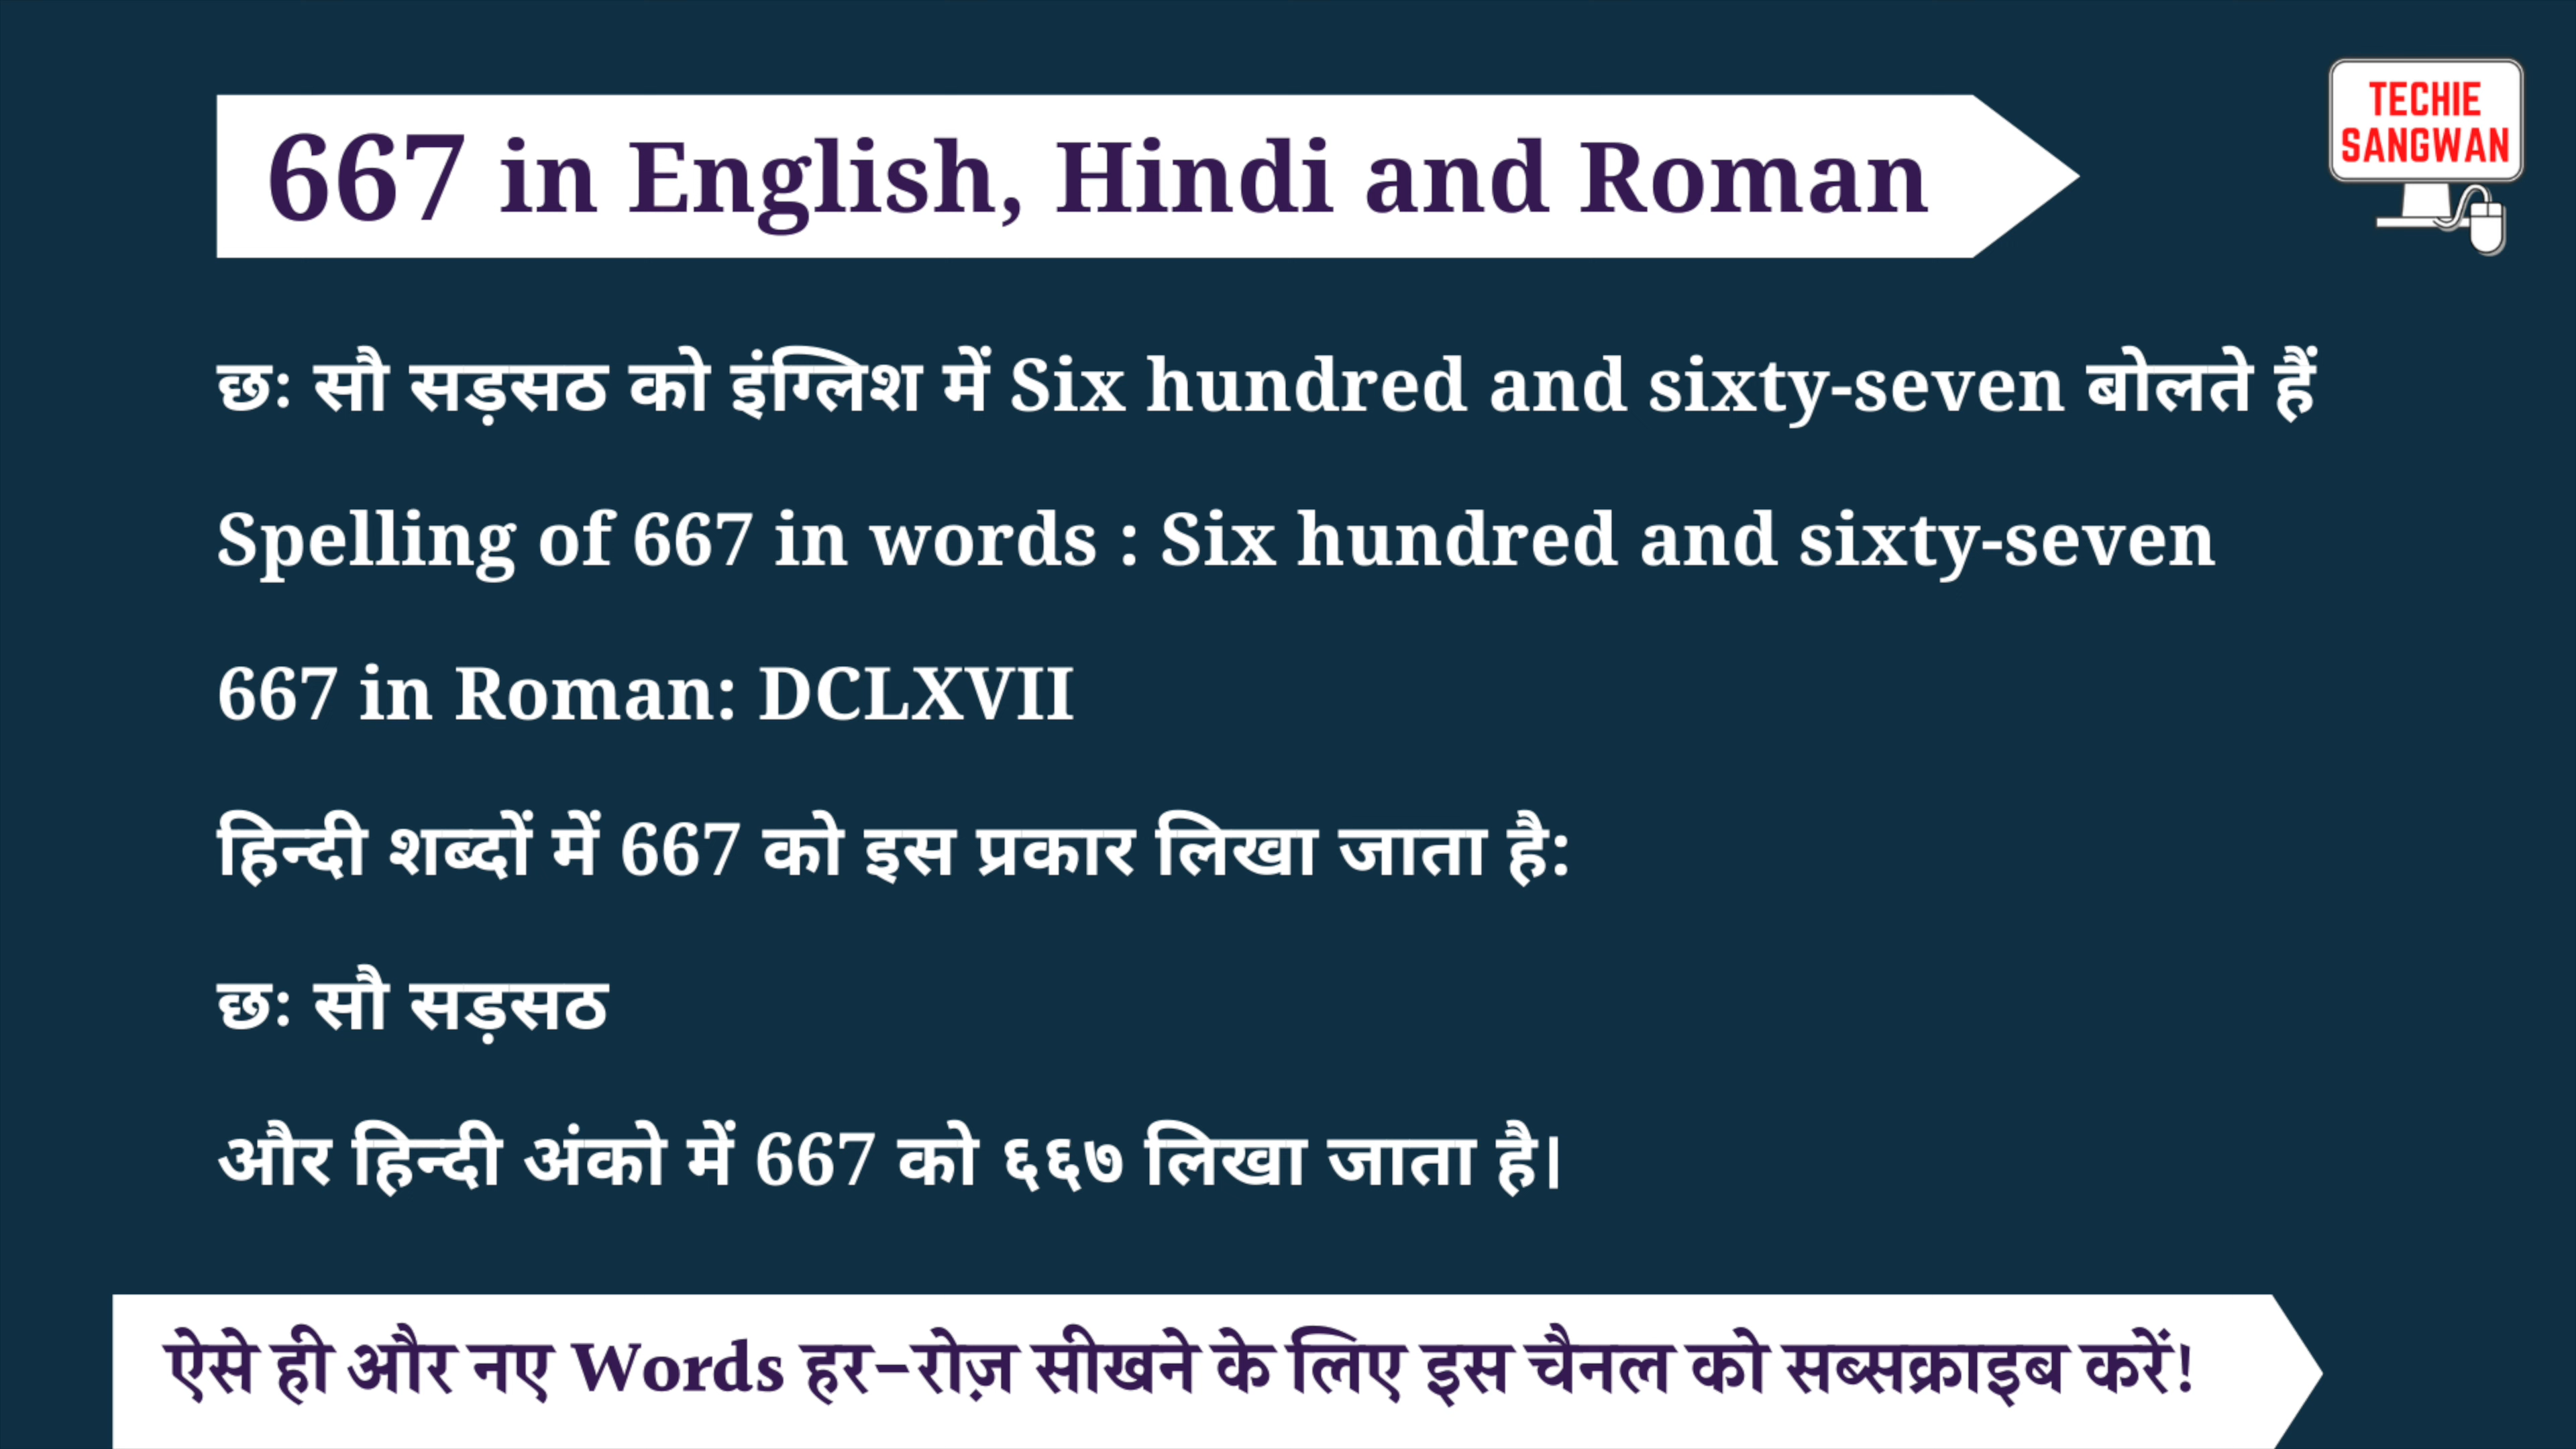 667 in English, Hindi and Roman
TECHIE
SANGWAN
छः सौ सड़सठ को इंग्लिश में Six hundred and sixty-seven बोलते हैं
Spelling of 667 in words : Six hundred and sixty-seven
667 in Roman: DCLXVII
हिन्दी शब्दों में 667 को इस प्रकार लिखा जाता है:
छः सौ सड़सठ
और हिन्दी अंको में 667 को ६६७ लिखा जाता है।
ऐसे ही और नए Words हर-रोज़ सीखने के लिए इस चैनल को सब्सक्राइब करें!